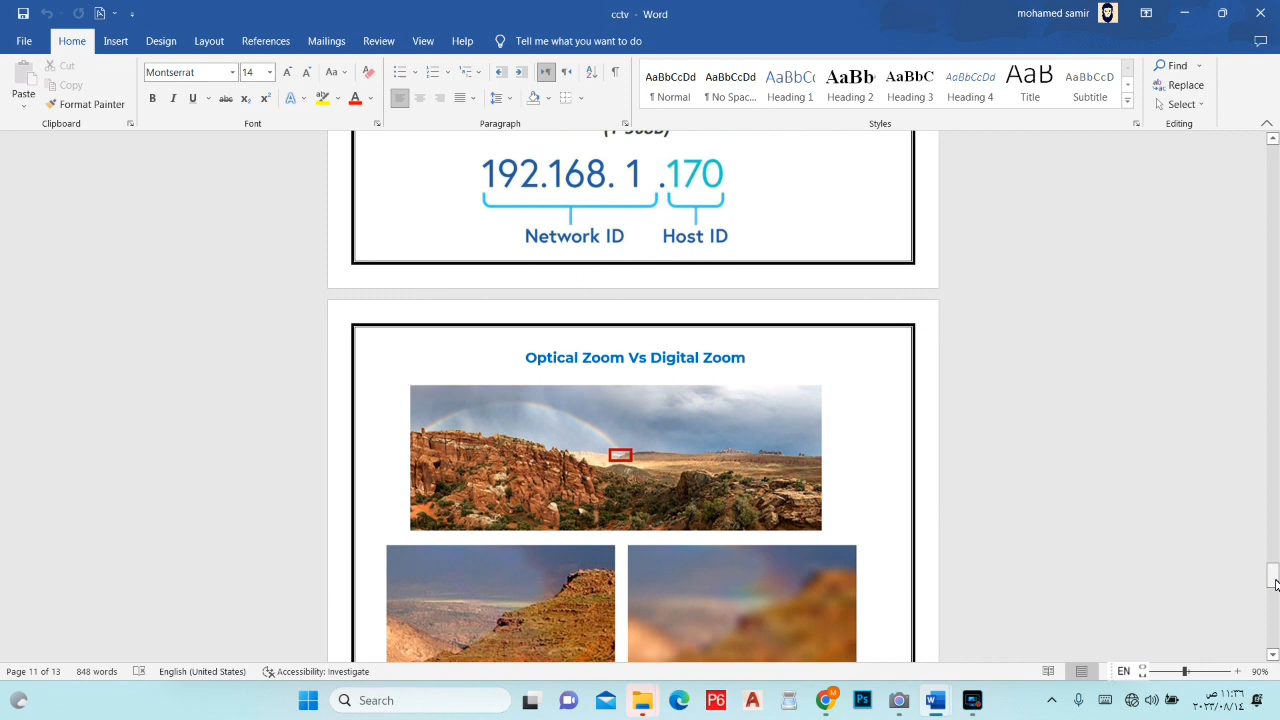 cctv - Word
mohamed samir
File Home Insert Design Layout References Mailings Review View Help Tell me what you want to do
Paste
Cut
Copy
Format Painter
Montserrat 14
Clipboard
Font
Paragraph
AaBbCcDd AaBbCcDd AaBbCc AaBb AaBbC AaBbCcDd AaB AaBbCcD
¶ Normal ¶ No Spac... Heading 1 Heading 2 Heading 3 Heading 4 Title Subtitle
Styles
Find
Replace
Select
Editing
192.168. 1 .170
Network ID Host ID
Optical Zoom Vs Digital Zoom
Page 11 of 13 848 words English (United States) Accessibility: Investigate
EN
90%
Search